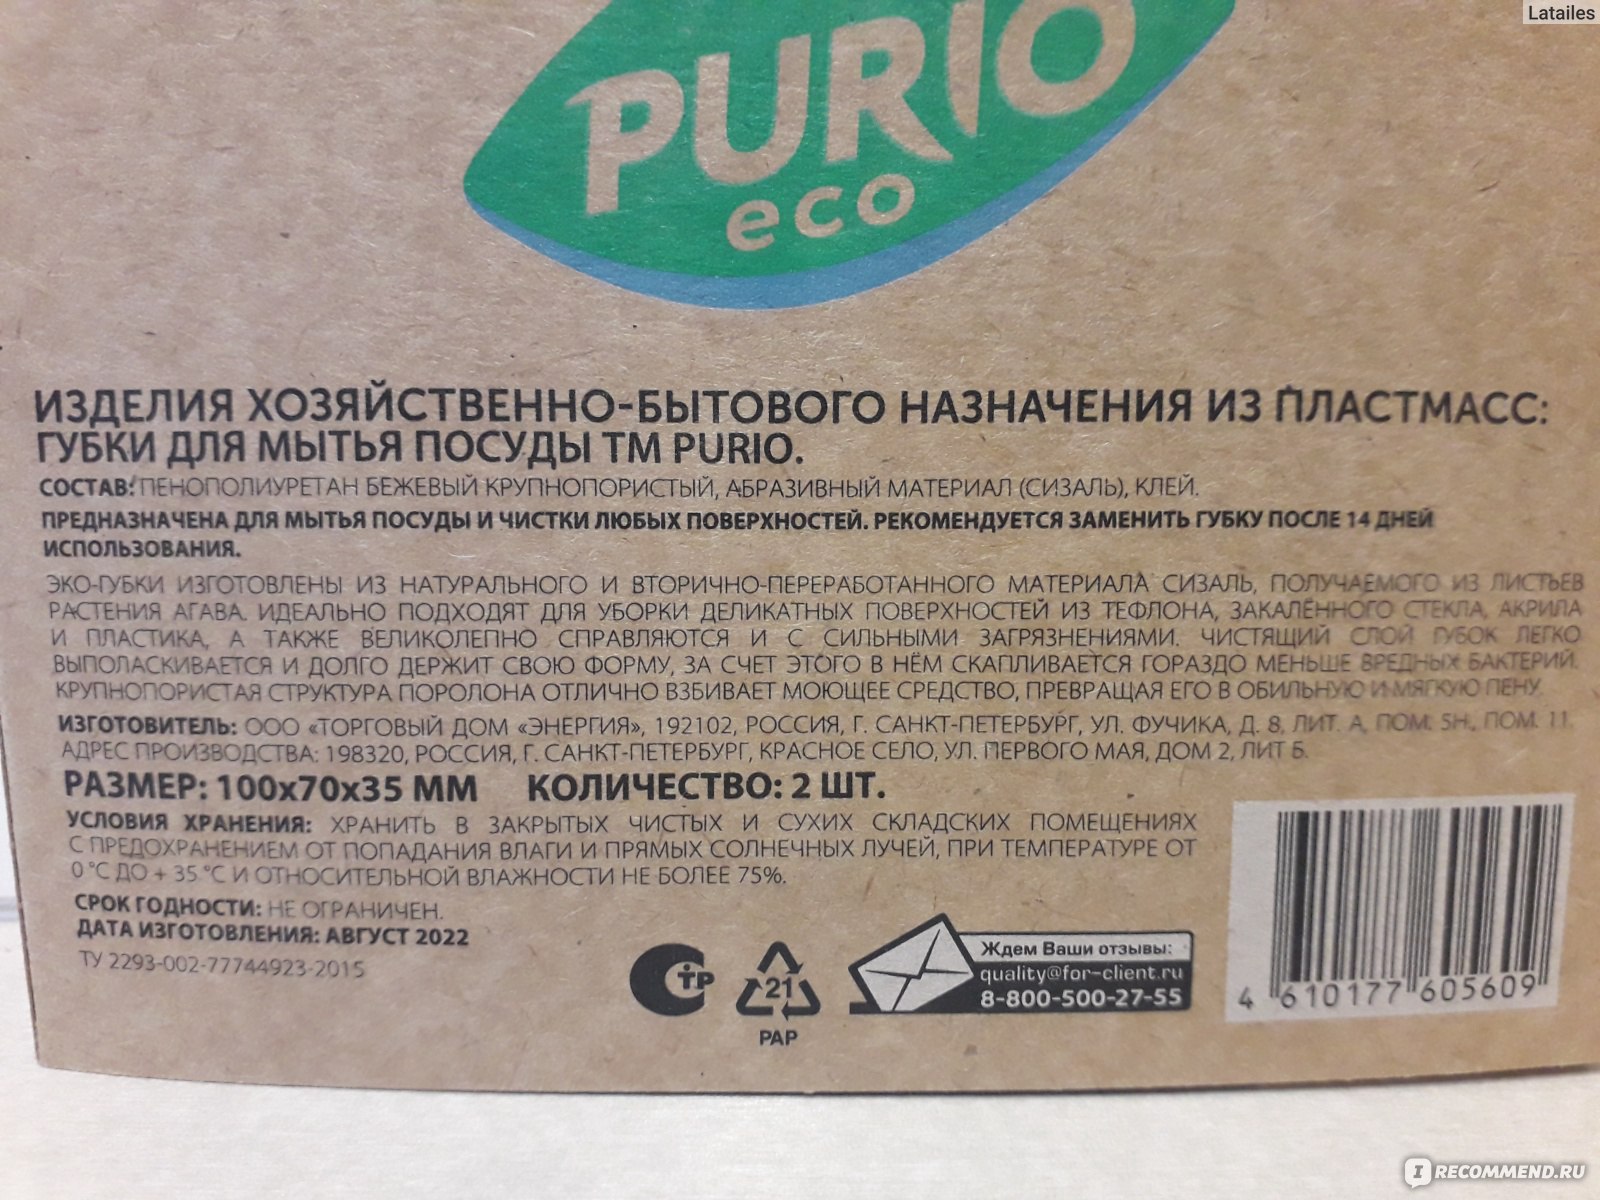 Latailes
PURIO
eco
ИЗДЕЛИЯ ХОЗЯЙСТВЕННО-БЫТОВОГО НАЗНАЧЕНИЯ ИЗ ПЛАСТМАСС:
ГУБКИ ДЛЯ МЫТЬЯ ПОСУДЫ ТМ PURIO.
СОСТАВ: ПЕНОПОЛИУРЕТАН БЕЖЕВЫЙ КРУПНОПОРИСТЫЙ, АБРАЗИВНЫЙ МАТЕРИАЛ (СИЗАЛЬ), КЛЕЙ.
ПРЕДНАЗНАЧЕНА ДЛЯ МЫТЬЯ ПОСУДЫ И ЧИСТКИ ЛЮБЫХ ПОВЕРХНОСТЕЙ. РЕКОМЕНДУЕТСЯ ЗАМЕНИТЬ ГУБКУ ПОСЛЕ 14 ДНЕЙ
ИСПОЛЬЗОВАНИЯ.
ЭКО-ГУБКИ ИЗГОТОВЛЕНЫ ИЗ НАТУРАЛЬНОГО И ВТОРИЧНО-ПЕРЕРАБОТАННОГО МАТЕРИАЛА СИЗАЛЬ, ПОЛУЧАЕМОГО ИЗ ЛИСТЬЕВ
РАСТЕНИЯ АГАВА. ИДЕАЛЬНО ПОДХОДЯТ ДЛЯ УБОРКИ ДЕЛИКАТНЫХ ПОВЕРХНОСТЕЙ ИЗ ТЕФЛОНА, ЗАКАЛЁННОГО СТЕКЛА, АКРИЛА
И ПЛАСТИКА, А ТАКЖЕ ВЕЛИКОЛЕПНО СПРАВЛЯЮТСЯ И С СИЛЬНЫМИ ЗАГРЯЗНЕНИЯМИ. ЧИСТЯЩИЙ СЛОЙ ГУБОК ЛЕГКО
ВЫПОЛАСКИВАЕТСЯ И ДОЛГО ДЕРЖИТ СВОЮ ФОРМУ, ЗА СЧЕТ ЭТОГО В НЁМ СКАПЛИВАЕТСЯ ГОРАЗДО МЕНЬШЕ ВРЕДНЫХ БАКТЕРИЙ.
КРУПНОПОРИСТАЯ СТРУКТУРА ПОРОЛОНА ОТЛИЧНО ВЗБИВАЕТ МОЮЩЕЕ СРЕДСТВО, ПРЕВРАЩАЯ ЕГО В ОБИЛЬНУЮ И МЯГКУЮ ПЕНУ.
ИЗГОТОВИТЕЛЬ: ООО «ТОРГОВЫЙ ДОМ «ЭНЕРГИЯ», 192102, РОССИЯ, Г. САНКТ-ПЕТЕРБУРГ, УЛ. ФУЧИКА, Д. 8, ЛИТ. А, ПОМ. 5Н, ПОМ. 11.
АДРЕС ПРОИЗВОДСТВА: 198320, РОССИЯ, Г. САНКТ-ПЕТЕРБУРГ, КРАСНОЕ СЕЛО, УЛ. ПЕРВОГО МАЯ, ДОМ 2, ЛИТ Б.
РАЗМЕР: 100х70х35 ММ КОЛИЧЕСТВО: 2 ШТ.
УСЛОВИЯ ХРАНЕНИЯ: ХРАНИТЬ В ЗАКРЫТЫХ ЧИСТЫХ И СУХИХ СКЛАДСКИХ ПОМЕЩЕНИЯХ
С ПРЕДОХРАНЕНИЕМ ОТ ПОПАДАНИЯ ВЛАГИ И ПРЯМЫХ СОЛНЕЧНЫХ ЛУЧЕЙ, ПРИ ТЕМПЕРАТУРЕ ОТ
0 °С ДО + 35 °С И ОТНОСИТЕЛЬНОЙ ВЛАЖНОСТИ НЕ БОЛЕЕ 75%.
СРОК ГОДНОСТИ: НЕ ОГРАНИЧЕН.
ДАТА ИЗГОТОВЛЕНИЯ: АВГУСТ 2022
ТУ 2293-002-77744923-2015
ТР
21
PAP
Ждем Ваши отзывы:
quality@for-client.ru
8-800-500-27-55
4 610177 605609
IRECOMMEND.RU